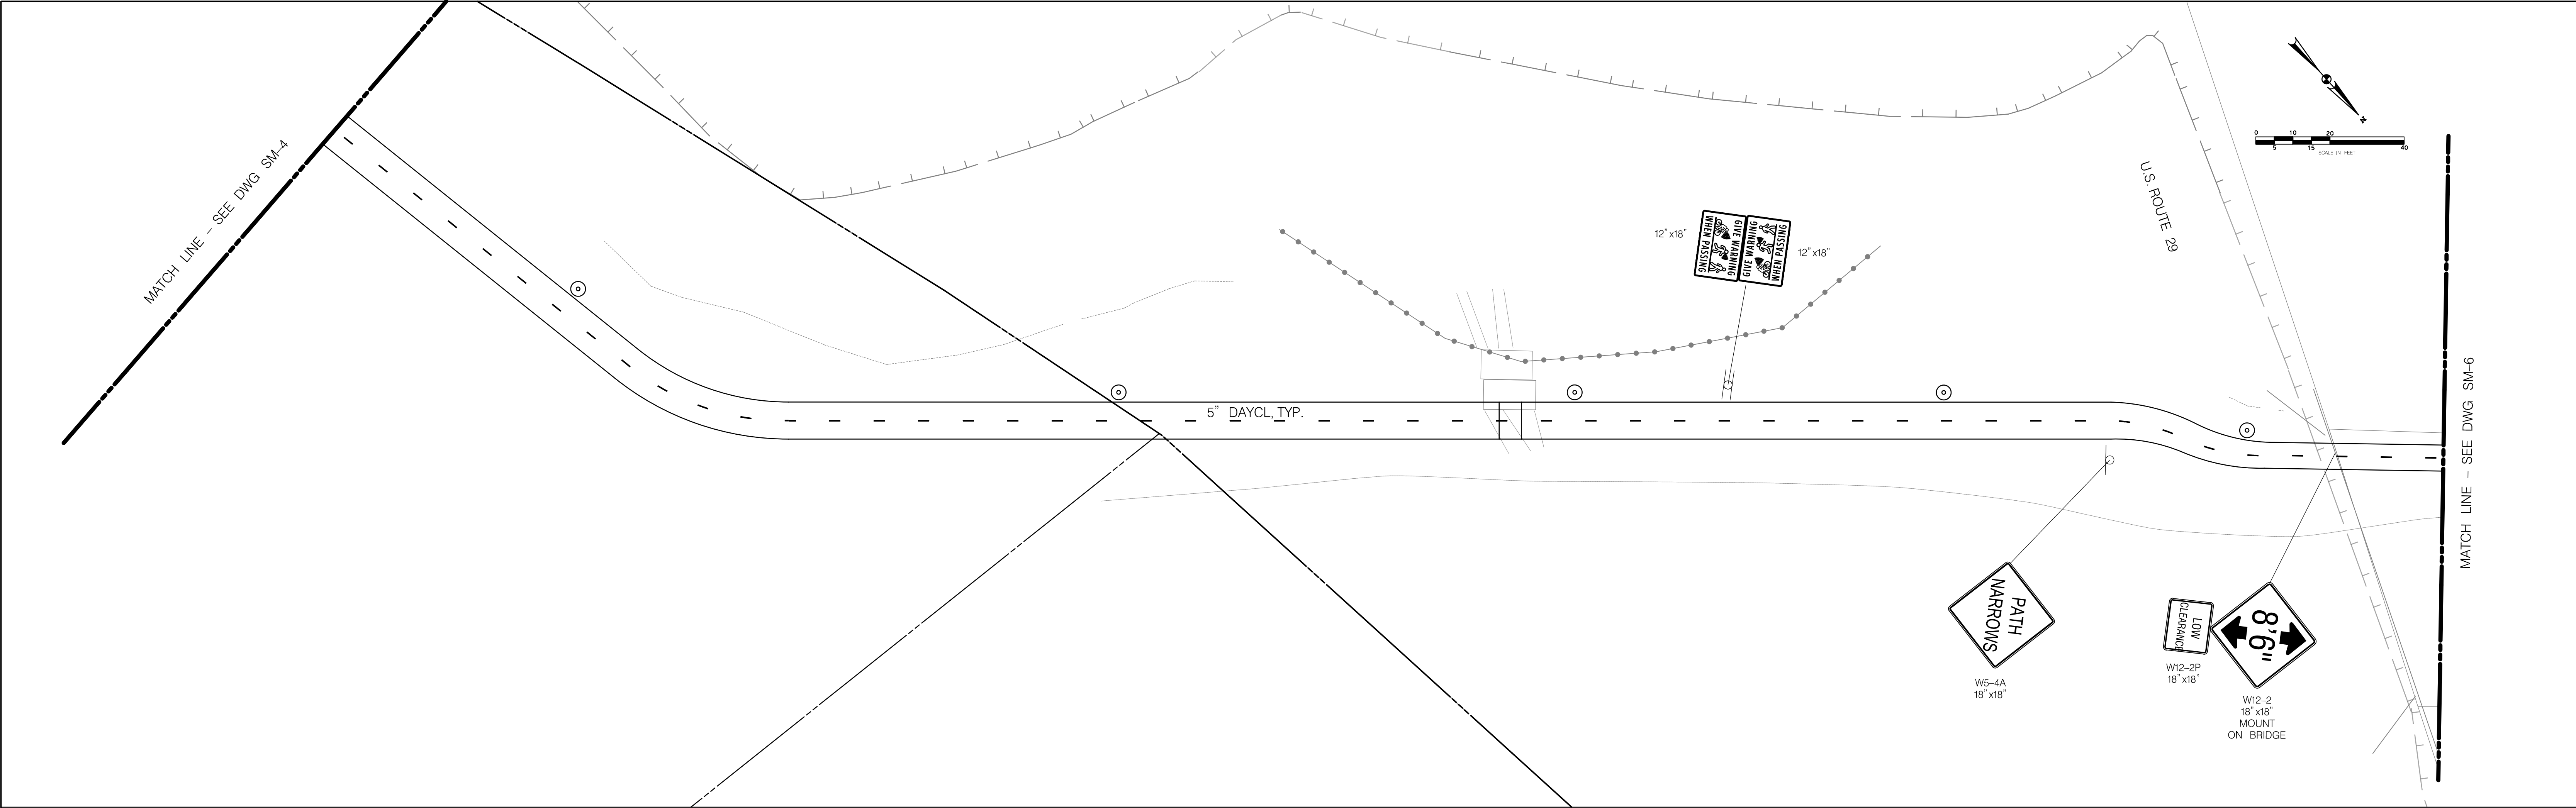 MATCH LINE - SEE DWG SM-4
5" DAYCL, TYP.
12"x18"
GIVE WARNING
WHEN PASSING
GIVE WARNING
WHEN PASSING
12"x18"
U.S. ROUTE 29
0 10 20
5 15 40
SCALE IN FEET
MATCH LINE - SEE DWG SM-6
PATH
NARROWS
W5-4A
18"x18"
LOW
CLEARANCE
W12-2P
18"x18"
8'6"
W12-2
18"x18"
MOUNT
ON BRIDGE